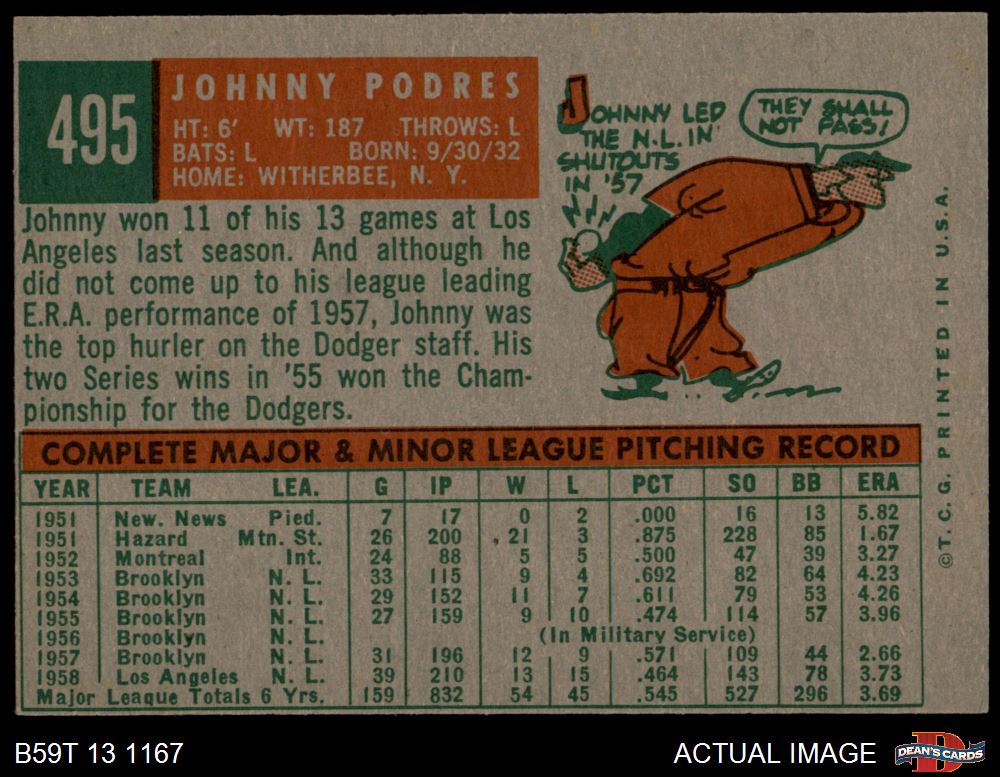 495
JOHNNY PODRES
HT: 6' WT: 187 THROWS: L
BATS: L BORN: 9/30/32
HOME: WITHERBEE, N. Y.
JOHNNY LED
THE N.L. IN
SHUTOUTS
IN '57
THEY SHALL
NOT PASS!
Johnny won 11 of his 13 games at Los
Angeles last season. And although he
did not come up to his league leading
E.R.A. performance of 1957, Johnny was
the top hurler on the Dodger staff. His
two Series wins in '55 won the Cham-
pionship for the Dodgers.
COMPLETE MAJOR & MINOR LEAGUE PITCHING RECORD
YEAR TEAM LEA. G IP W L PCT SO BB ERA
1951 New. News Pied. 7 17 0 2 .000 16 13 5.82
1951 Hazard Mtn. St. 26 200 21 3 .875 228 85 1.67
1952 Montreal Int. 24 88 5 5 .500 47 39 3.27
1953 Brooklyn N. L. 33 115 9 4 .692 82 64 4.23
1954 Brooklyn N. L. 29 152 11 7 .611 79 53 4.26
1955 Brooklyn N. L. 27 159 9 10 .474 114 57 3.96
1956 Brooklyn N. L. (In Military Service)
1957 Brooklyn N. L. 31 196 12 9 .571 109 44 2.66
1958 Los Angeles N. L. 39 210 13 15 .464 143 78 3.73
Major League Totals 6 Yrs. 159 832 54 45 .545 527 296 3.69
© T. C. G. PRINTED IN U.S.A.
B59T 13 1167
ACTUAL IMAGE
D
DEAN'S CARDS